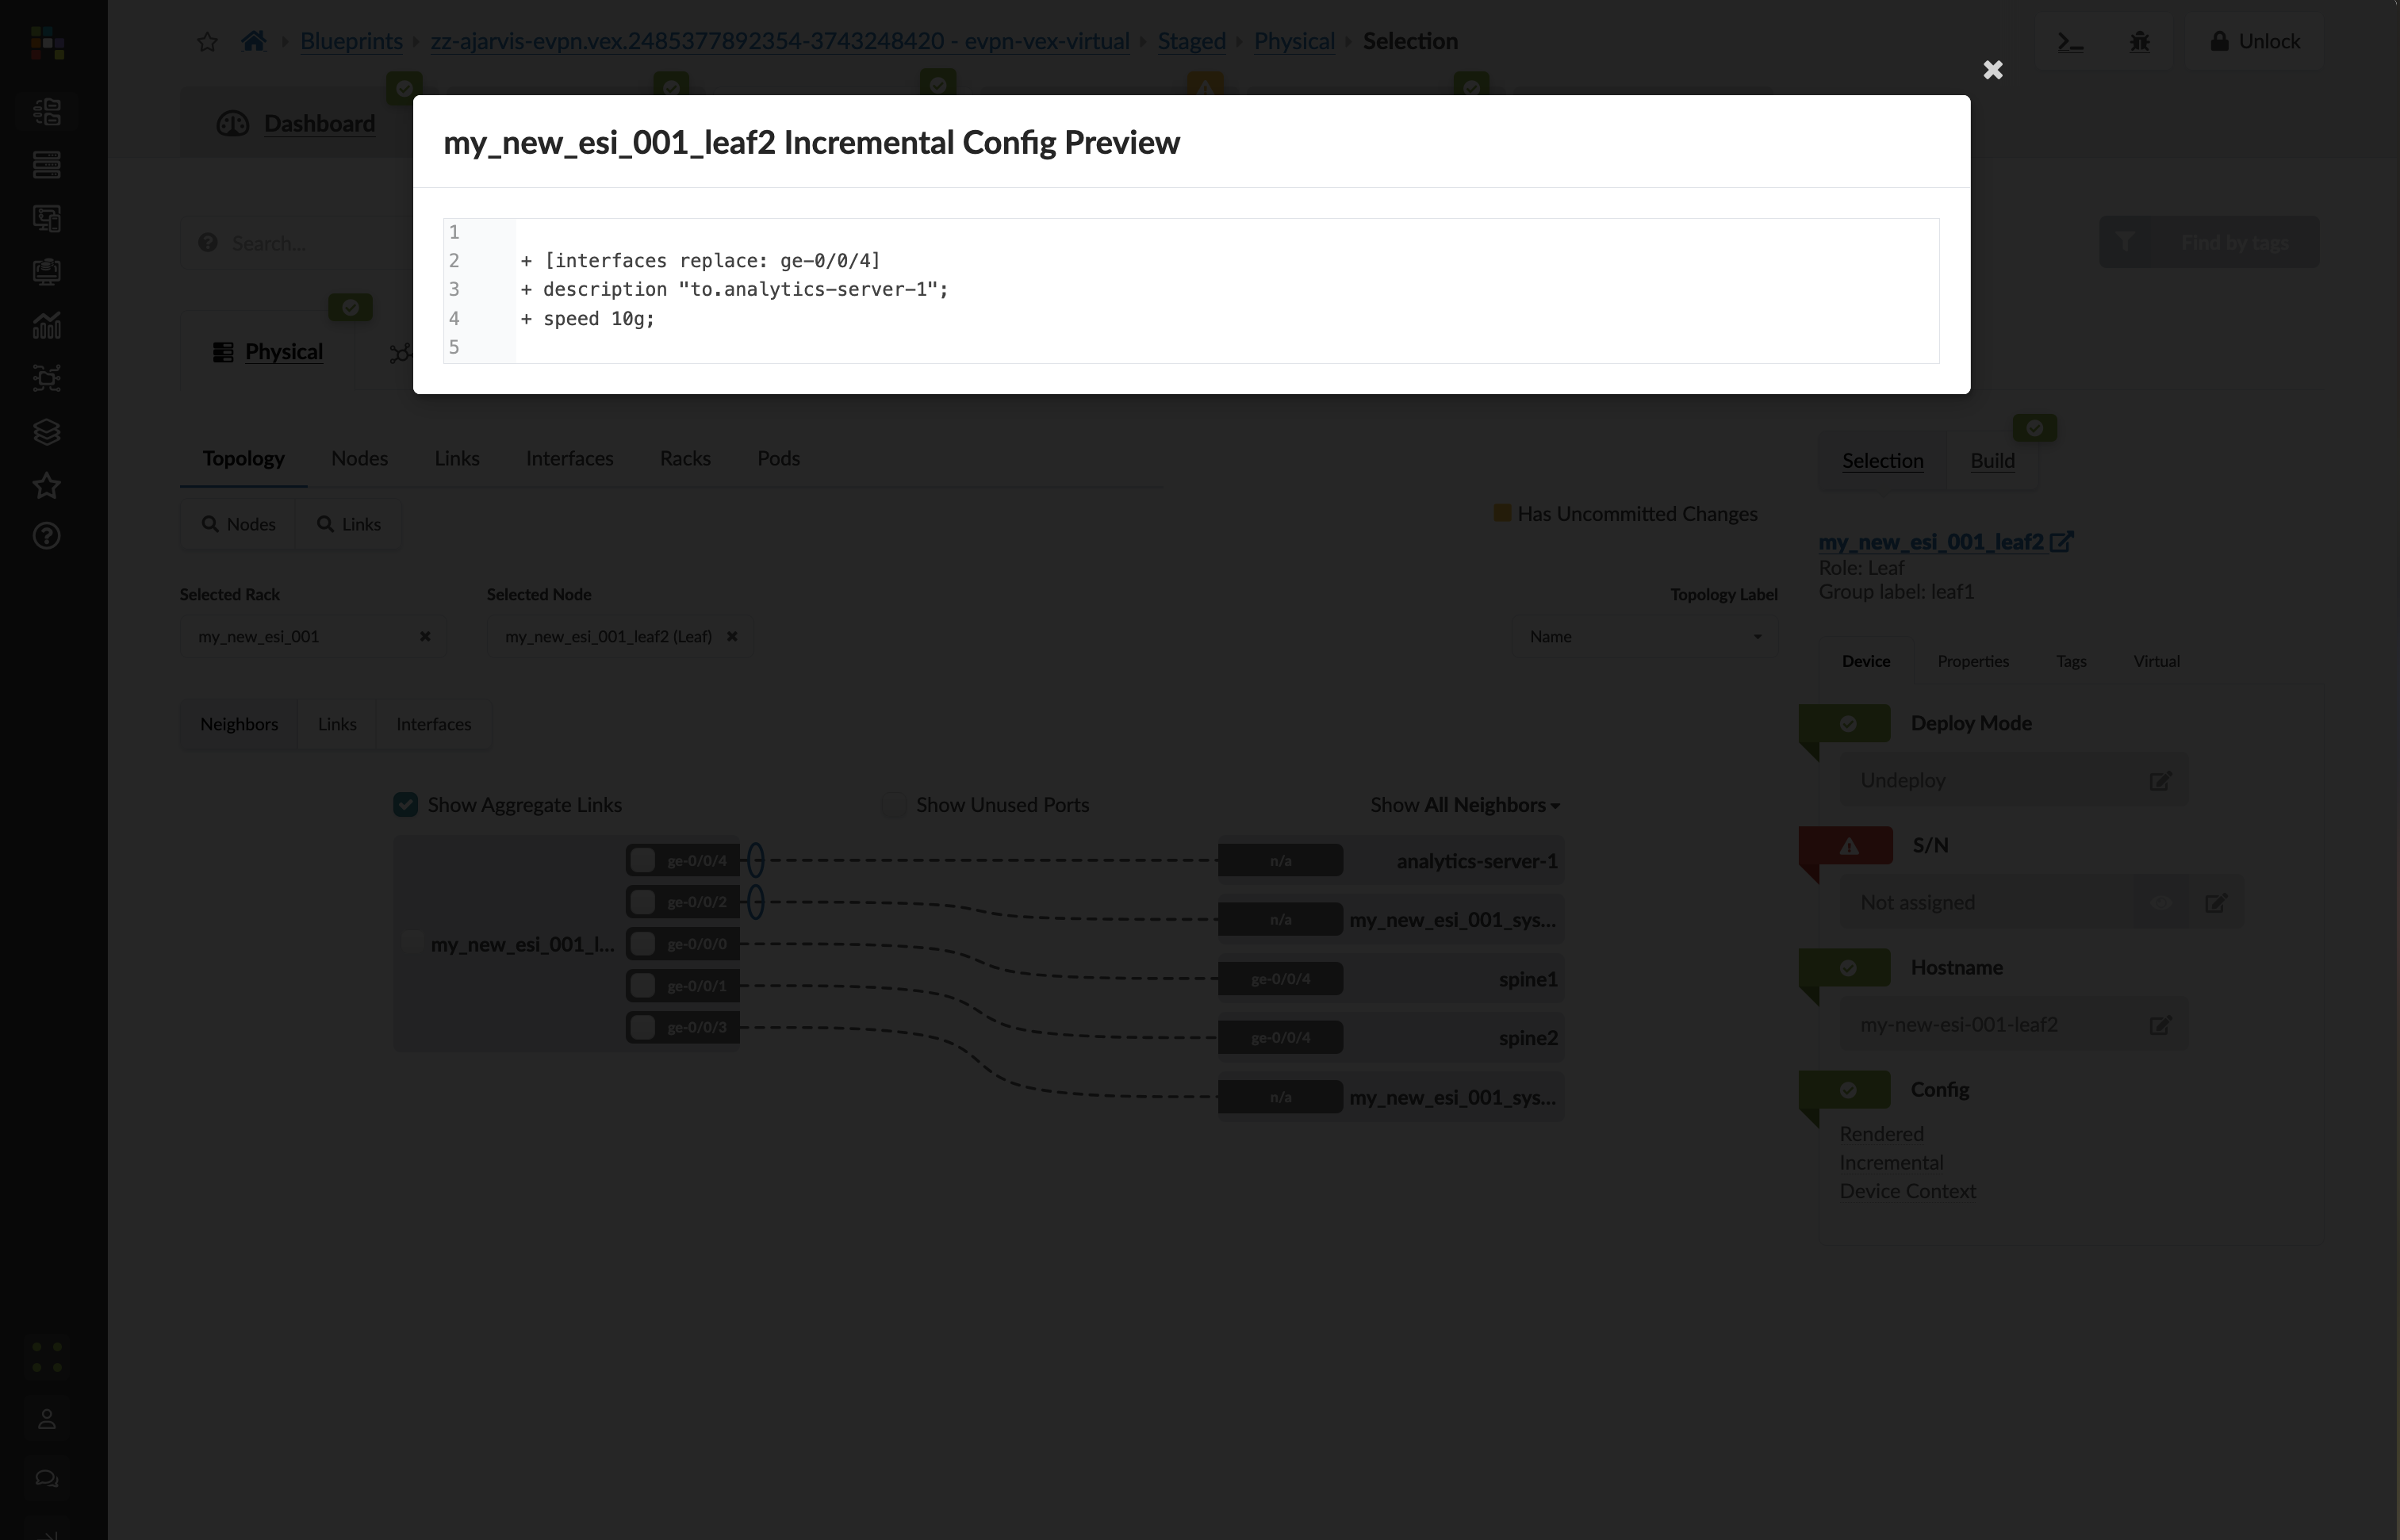 Blueprints
zz-ajarvis-evpn.vex.2485377892354-3743248420 - evpn-vex-virtual
Staged
Physical
Selection
Unlock
Dashboard
my_new_esi_001_leaf2 Incremental Config Preview
1
2 + [interfaces replace: ge-0/0/4]
3 + description "to.analytics-server-1";
4 + speed 10g;
5
Search...
Find by tags
Physical
Topology
Nodes
Links
Interfaces
Racks
Pods
Selection
Build
Nodes
Links
Has Uncommitted Changes
my_new_esi_001_leaf2
Role: Leaf
Group label: leaf1
Selected Rack
Selected Node
Topology Label
my_new_esi_001
my_new_esi_001_leaf2 (Leaf)
Name
Device
Properties
Tags
Virtual
Neighbors
Links
Interfaces
Deploy Mode
Undeploy
Show Aggregate Links
Show Unused Ports
Show All Neighbors
my_new_esi_001_l...
ge-0/0/4
ge-0/0/2
ge-0/0/0
ge-0/0/1
ge-0/0/3
n/a
analytics-server-1
n/a
my_new_esi_001_sys...
ge-0/0/4
spine1
ge-0/0/4
spine2
n/a
my_new_esi_001_sys...
S/N
Not assigned
Hostname
my-new-esi-001-leaf2
Config
Rendered
Incremental
Device Context